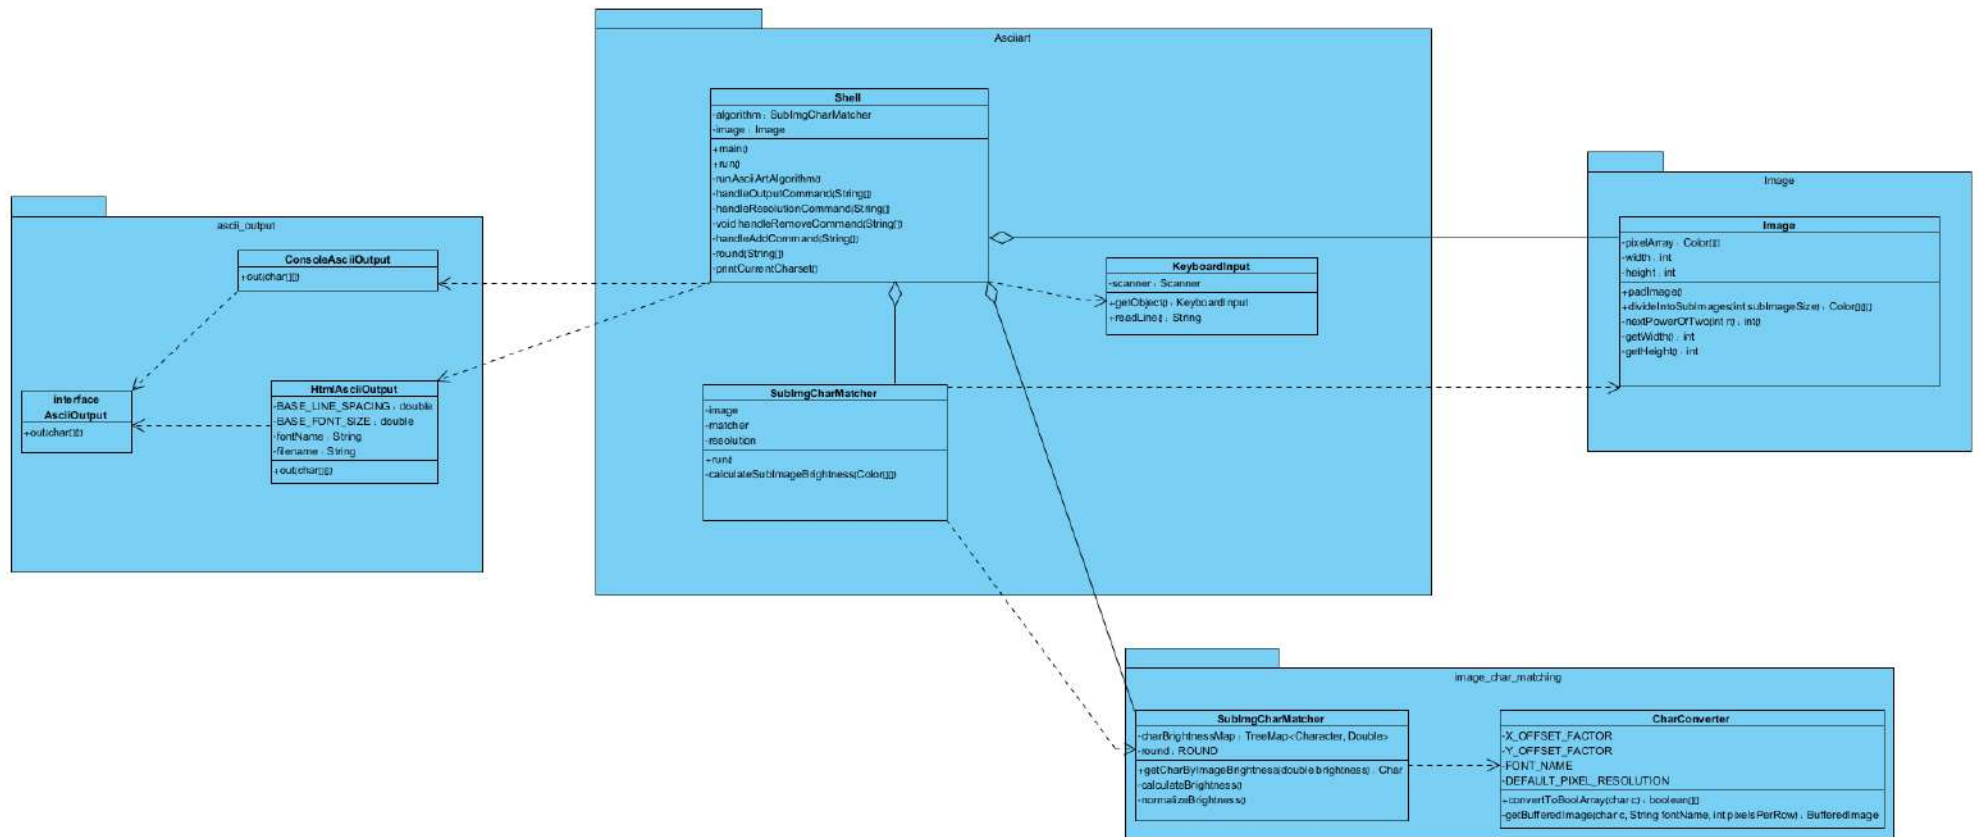 Asciiart
Shell
-algorithm : SubImgCharMatcher
-image : Image
+main()
+run()
-runAsciiArtAlgorithm()
-handleOutputCommand(String[])
-handleResolutionCommand(String[])
-void handleRemoveCommand(String[])
-handleAddCommand(String[])
-round(String[])
-printCurrentCharset()
KeyboardInput
-scanner : Scanner
+getObject() : KeyboardInput
+readLine() : String
SubImgCharMatcher
-image
-matcher
-resolution
+run()
-calculateSubImageBrightness(Color[][])
ascii_output
ConsoleAsciiOutput
+out(char[][])
interface
AsciiOutput
+out(char[][])
HtmlAsciiOutput
-BASE_LINE_SPACING : double
-BASE_FONT_SIZE : double
-fontName : String
-filename : String
+out(char[][])
Image
Image
-pixelArray : Color[][]
-width : int
-height : int
+padImage()
+divideIntoSubImages(int subImageSize) : Color[][][]
-nextPowerOfTwo(int n) : int()
-getWidth() : int
-getHeight() : int
image_char_matching
SubImgCharMatcher
-charBrightnessMap : TreeMap<Character, Double>
-round : ROUND
+getCharByImageBrightness(double brightness) : Char
-calculateBrightness()
-normalizeBrightness()
CharConverter
-X_OFFSET_FACTOR
-Y_OFFSET_FACTOR
-FONT_NAME
-DEFAULT_PIXEL_RESOLUTION
+convertToBoolArray(char c) : boolean[][]
-getBufferedImage(char c, String fontName, int pixelsPerRow) : BufferedImage